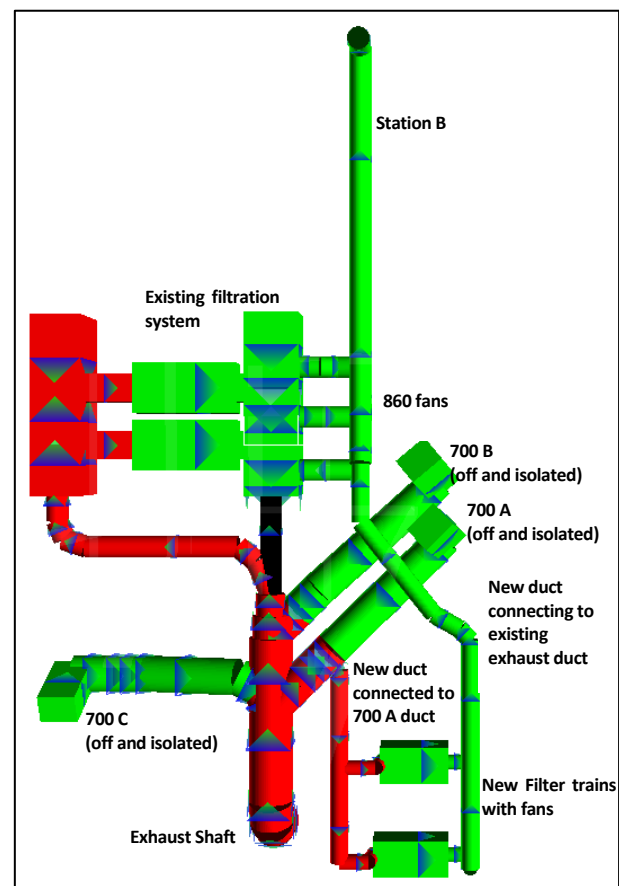 Station B
Existing filtration
system
860 fans
700 B
(off and isolated)
700 A
(off and isolated)
New duct
connecting to
existing
exhaust duct
New duct
connected to
700 A duct
700 C
(off and isolated)
New Filter trains
with fans
Exhaust Shaft